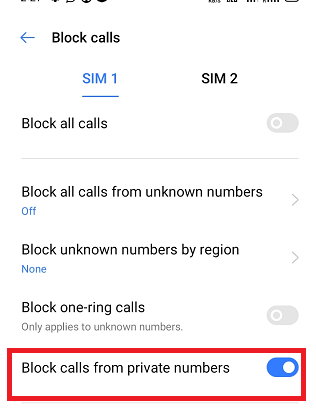 Block calls
SIM 1 SIM 2
Block all calls
Block all calls from unknown numbers
Off
Block unknown numbers by region
None
Block one-ring calls
Only applies to unknown numbers.
Block calls from private numbers